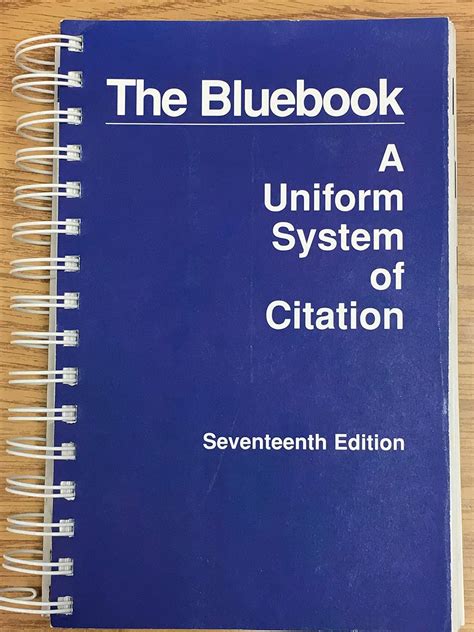 The Bluebook
A
Uniform
System
of
Citation
Seventeenth Edition